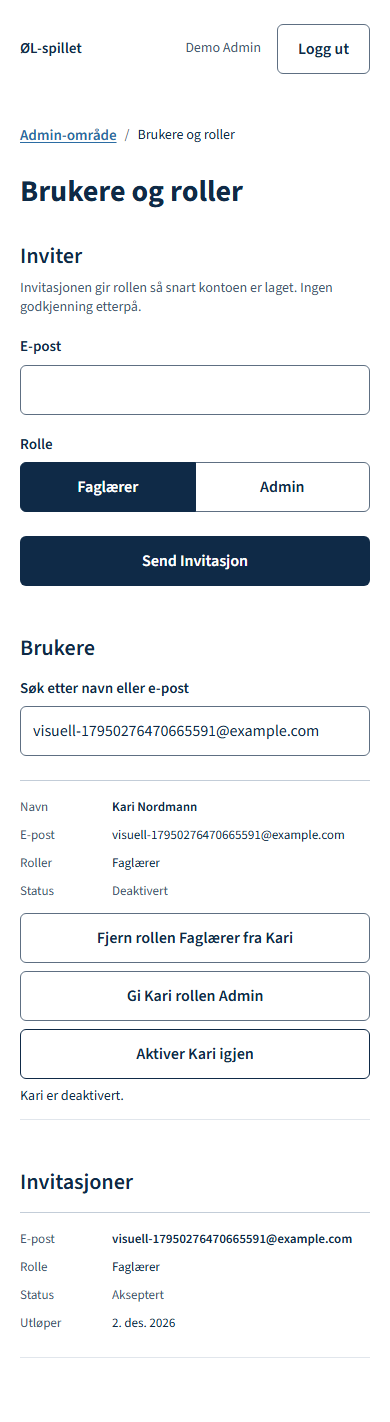 ØL-spillet
Demo Admin
Logg ut
Admin-område / Brukere og roller
Brukere og roller
Inviter
Invitasjonen gir rollen så snart kontoen er laget. Ingen
godkjenning etterpå.
E-post
Rolle
Faglærer
Admin
Send Invitasjon
Brukere
Søk etter navn eller e-post
visuell-17950276470665591@example.com
Navn Kari Nordmann
E-post visuell-17950276470665591@example.com
Roller Faglærer
Status Deaktivert
Fjern rollen Faglærer fra Kari
Gi Kari rollen Admin
Aktiver Kari igjen
Kari er deaktivert.
Invitasjoner
E-post visuell-17950276470665591@example.com
Rolle Faglærer
Status Akseptert
Utløper 2. des. 2026